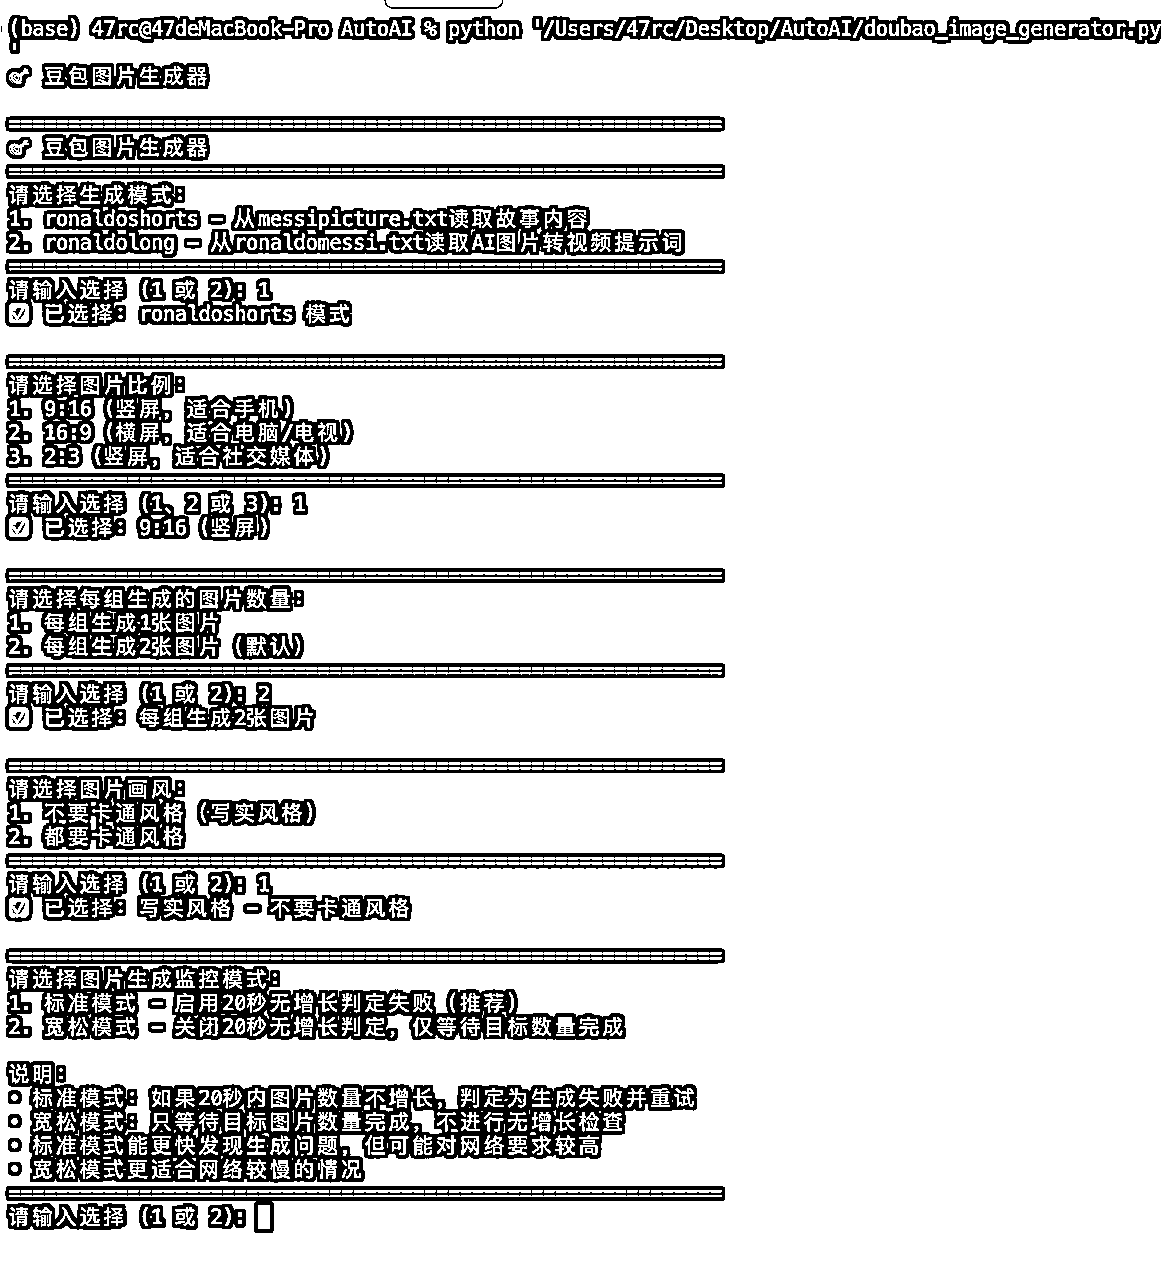 (base) 47rc@47deMacBook-Pro AutoAI % python '/Users/47rc/Desktop/AutoAI/doubao_image_generator.py
'
豆包图片生成器
============================================================
豆包图片生成器
============================================================
请选择生成模式:
1. ronaldoshorts - 从messipicture.txt读取故事内容
2. ronaldolong - 从ronaldomessi.txt读取AI图片转视频提示词
============================================================
请输入选择 (1 或 2): 1
✅ 已选择: ronaldoshorts 模式
============================================================
请选择图片比例:
1. 9:16 (竖屏, 适合手机)
2. 16:9 (横屏, 适合电脑/电视)
3. 2:3 (竖屏, 适合社交媒体)
============================================================
请输入选择 (1、2 或 3): 1
✅ 已选择: 9:16 (竖屏)
============================================================
请选择每组生成的图片数量:
1. 每组生成1张图片
2. 每组生成2张图片 (默认)
============================================================
请输入选择 (1 或 2): 2
✅ 已选择: 每组生成2张图片
============================================================
请选择图片画风:
1. 不要卡通风格 (写实风格)
2. 都要卡通风格
============================================================
请输入选择 (1 或 2): 1
✅ 已选择: 写实风格 - 不要卡通风格
============================================================
请选择图片生成监控模式:
1. 标准模式 - 启用20秒无增长判定失败 (推荐)
2. 宽松模式 - 关闭20秒无增长判定, 仅等待目标数量完成
说明:
• 标准模式: 如果20秒内图片数量不增长, 判定为生成失败并重试
• 宽松模式: 只等待目标图片数量完成, 不进行无增长检查
• 标准模式能更快发现生成问题, 但可能对网络要求较高
• 宽松模式更适合网络较慢的情况
============================================================
请输入选择 (1 或 2):